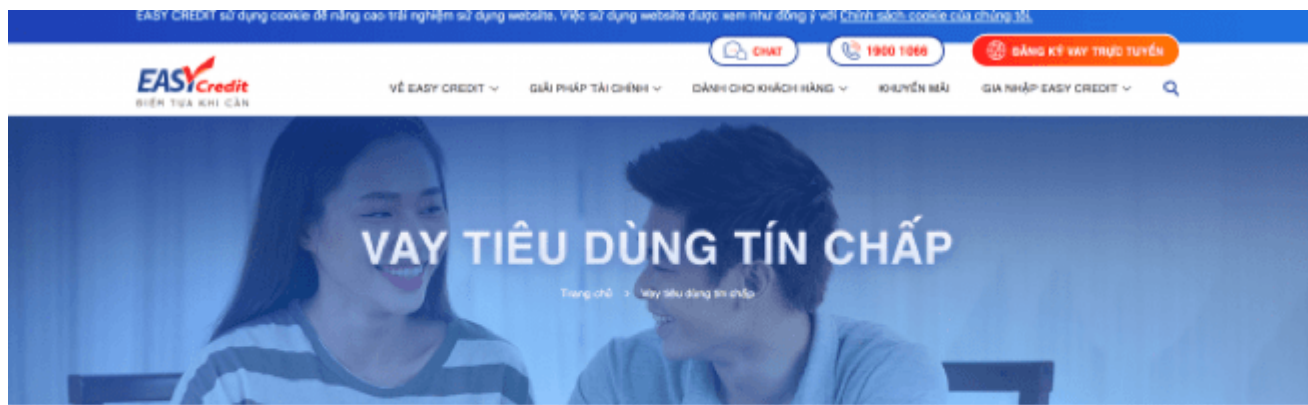 EASY CREDIT sử dụng cookie để nâng cao trải nghiệm sử dụng website. Việc sử dụng website được xem như đồng ý với Chính sách cookie của chúng tôi.
CHAT
1900 1066
ĐĂNG KÝ VAY TRỰC TUYẾN
EASY Credit
ĐIỂM TỰA KHI CẦN
VỀ EASY CREDIT
GIẢI PHÁP TÀI CHÍNH
DÀNH CHO KHÁCH HÀNG
KHUYẾN MÃI
GIA NHẬP EASY CREDIT
VAY TIÊU DÙNG TÍN CHẤP
Trang chủ > Vay tiêu dùng tín chấp